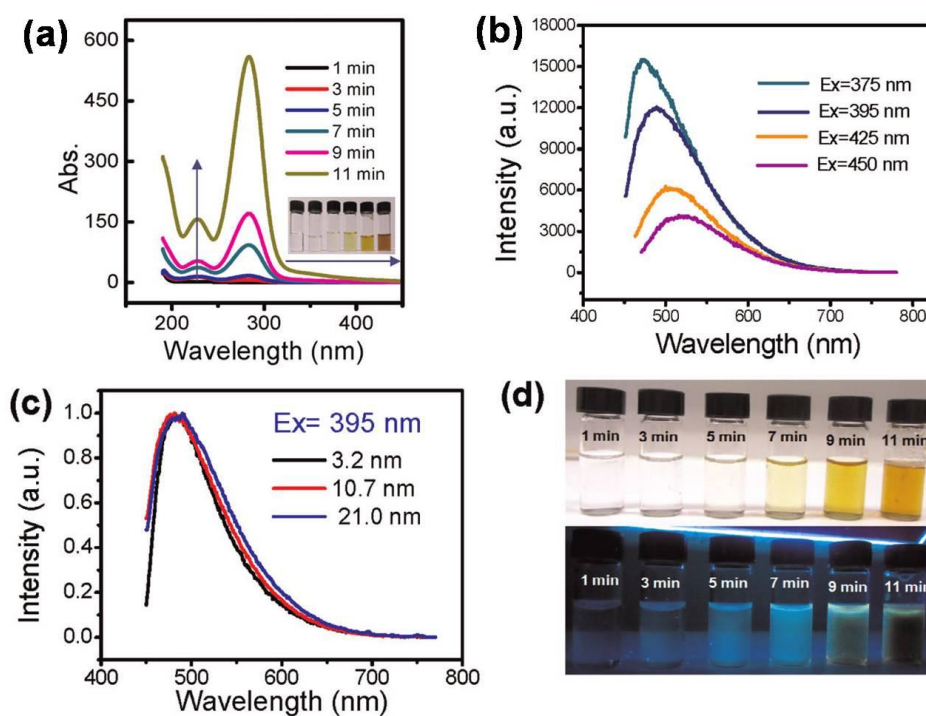 (a)
600
450
300
150
0
Abs.
1 min
3 min
5 min
7 min
9 min
11 min
200 300 400
Wavelength (nm)
(b)
18000
15000
12000
9000
6000
3000
0
Intensity (a.u.)
Ex=375 nm
Ex=395 nm
Ex=425 nm
Ex=450 nm
400 500 600 700 800
Wavelength (nm)
(c)
1.0
0.8
0.6
0.4
0.2
0.0
Intensity (a.u.)
Ex= 395 nm
3.2 nm
10.7 nm
21.0 nm
400 500 600 700 800
Wavelength (nm)
(d)
1 min 3 min 5 min 7 min 9 min 11 min
1 min 3 min 5 min 7 min 9 min 11 min